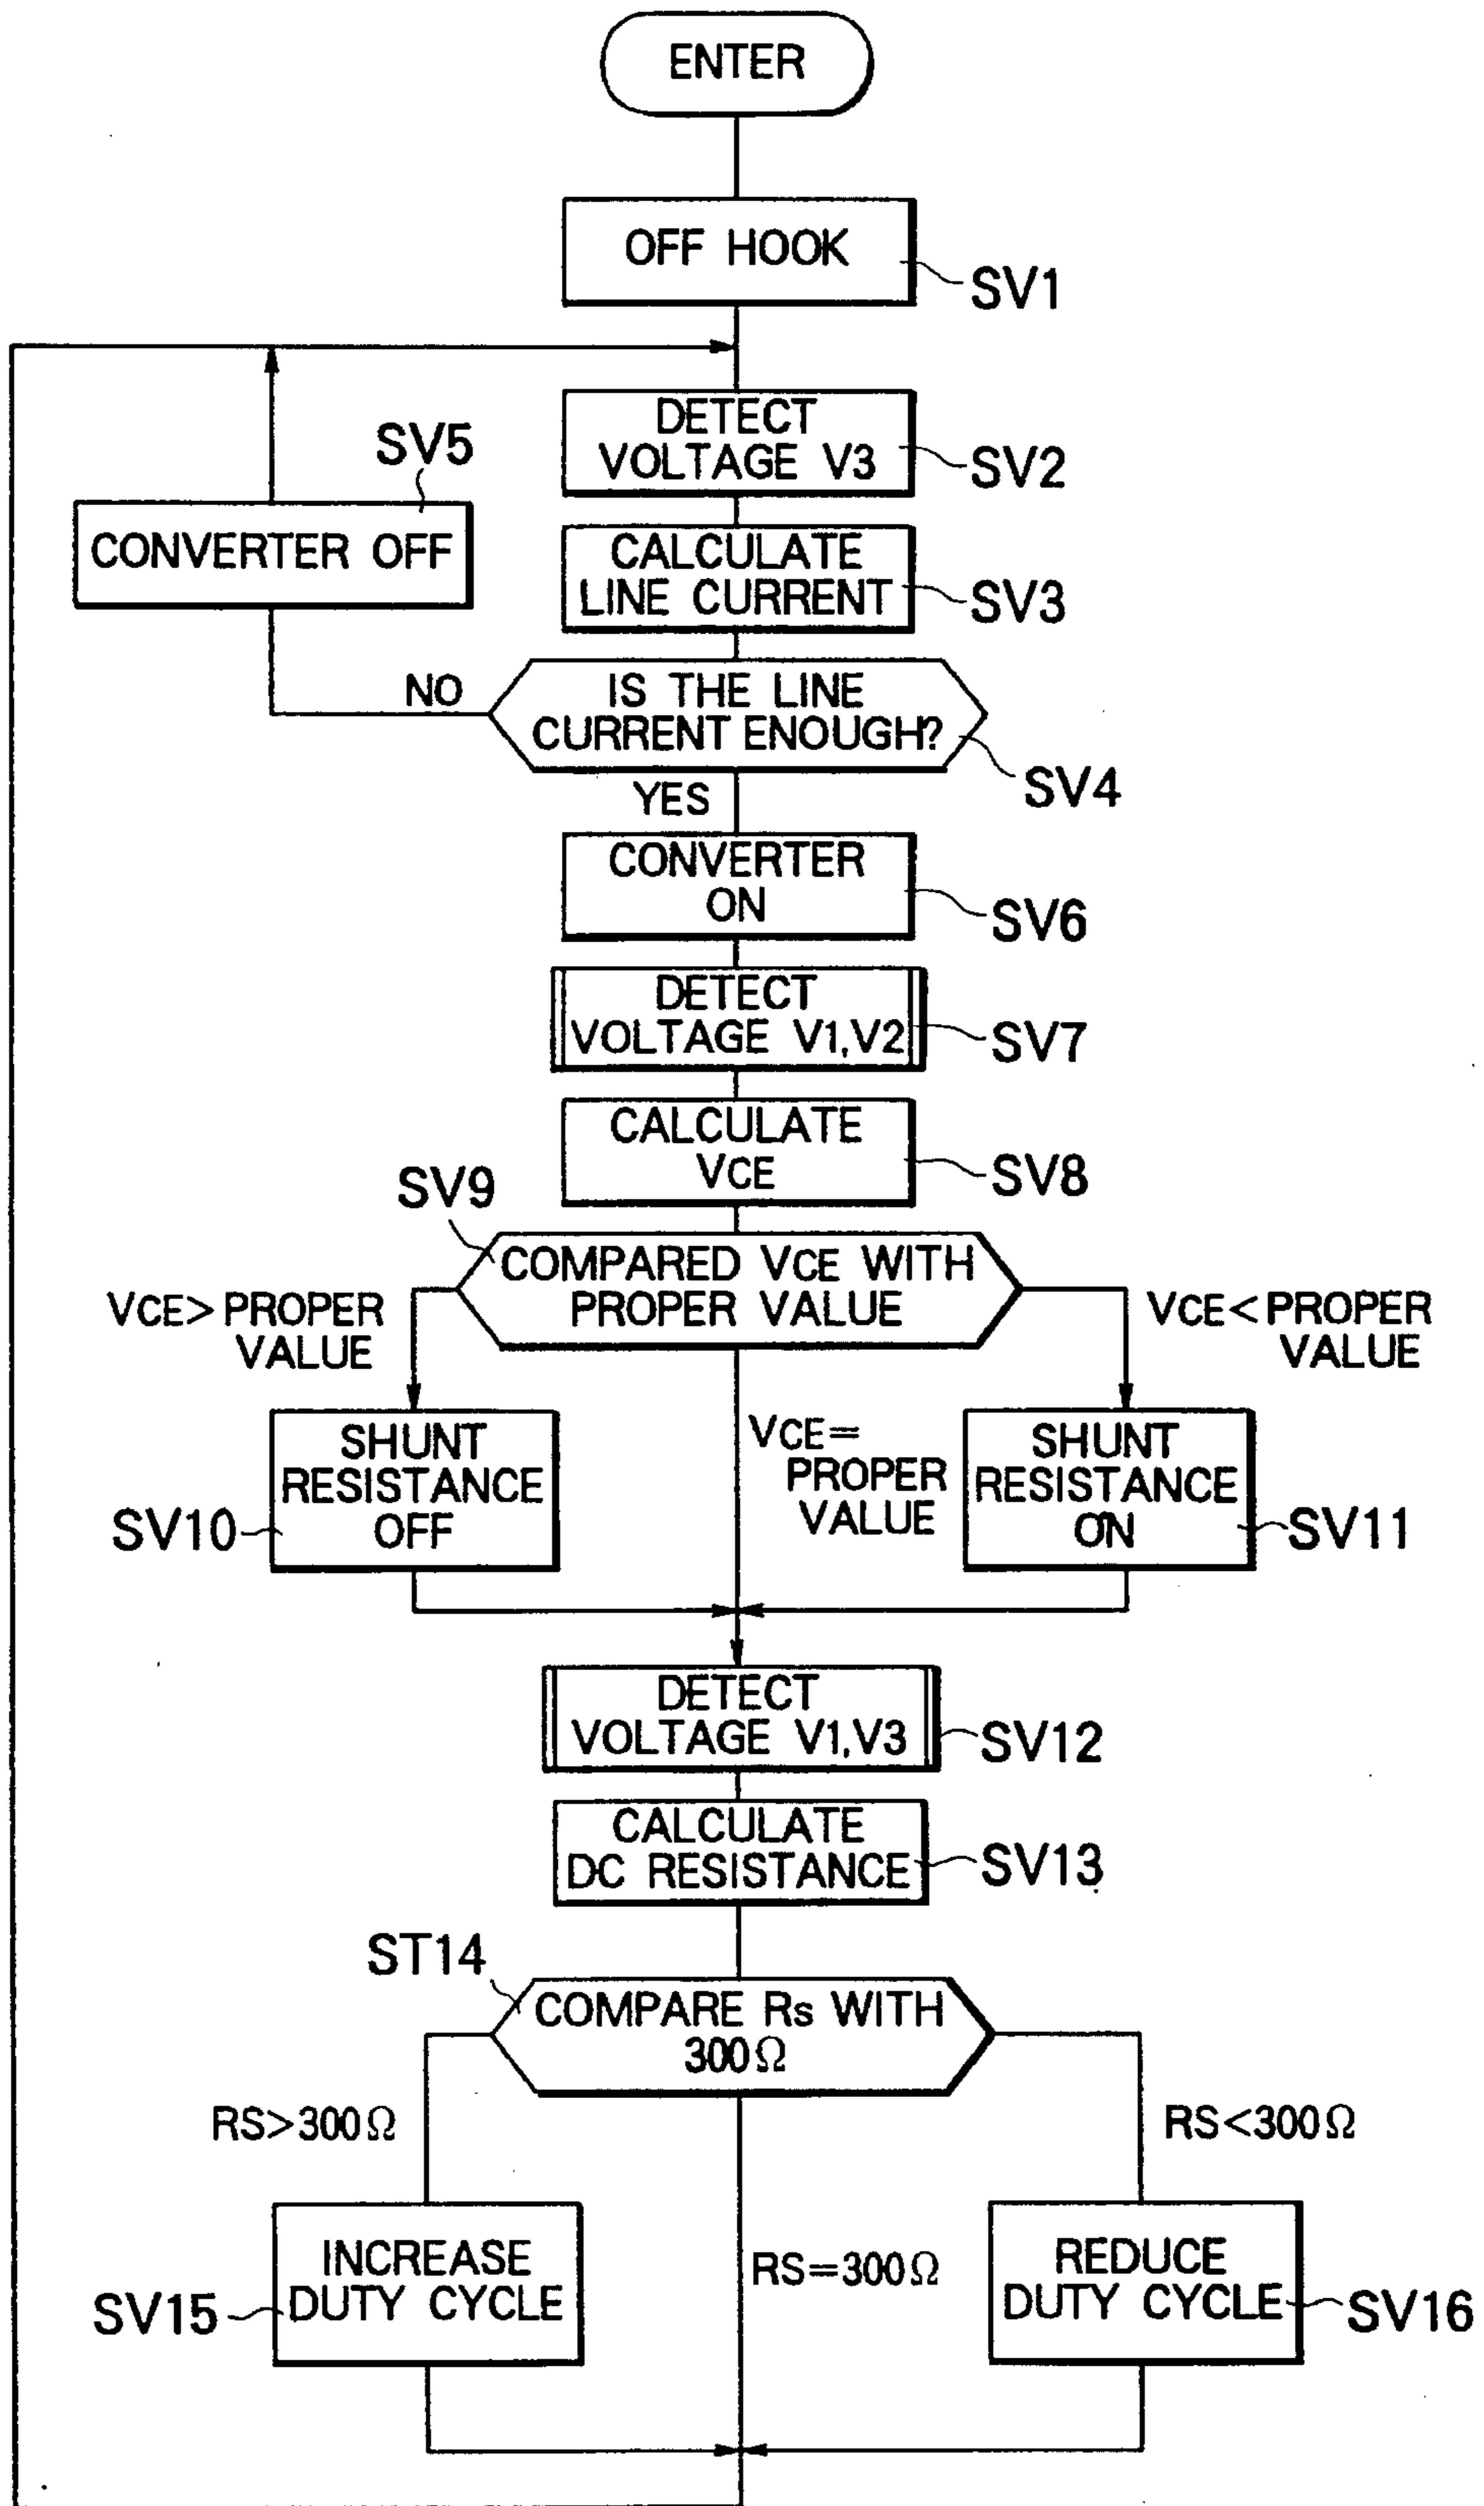 ENTER
OFF HOOK
SV1
DETECT
VOLTAGE V3
SV2
SV5
CONVERTER OFF
CALCULATE
LINE CURRENT
SV3
NO
IS THE LINE
CURRENT ENOUGH?
SV4
YES
CONVERTER
ON
SV6
DETECT
VOLTAGE V1,V2
SV7
CALCULATE
VCE
SV8
SV9
COMPARED VCE WITH
PROPER VALUE
VCE>PROPER
VALUE
VCE<PROPER
VALUE
SHUNT
RESISTANCE
OFF
SV10
VCE=
PROPER
VALUE
SHUNT
RESISTANCE
ON
SV11
DETECT
VOLTAGE V1,V3
SV12
CALCULATE
DC RESISTANCE
SV13
ST14
COMPARE Rs WITH
300Ω
RS>300Ω
RS<300Ω
INCREASE
DUTY CYCLE
SV15
RS=300Ω
REDUCE
DUTY CYCLE
SV16